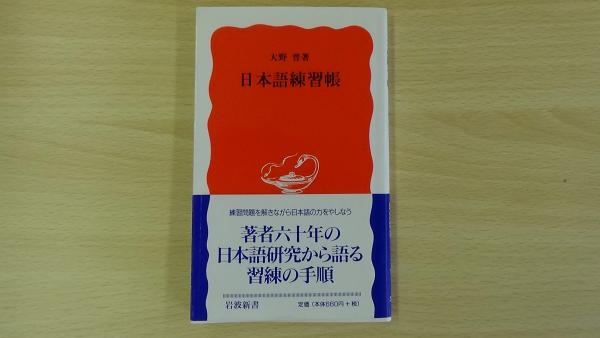 大野 晋著
日本語練習帳
練習問題を解きながら日本語の力をやしなう
著者六十年の
日本語研究から語る
習練の手順
岩波新書
定価（本体660円＋税）